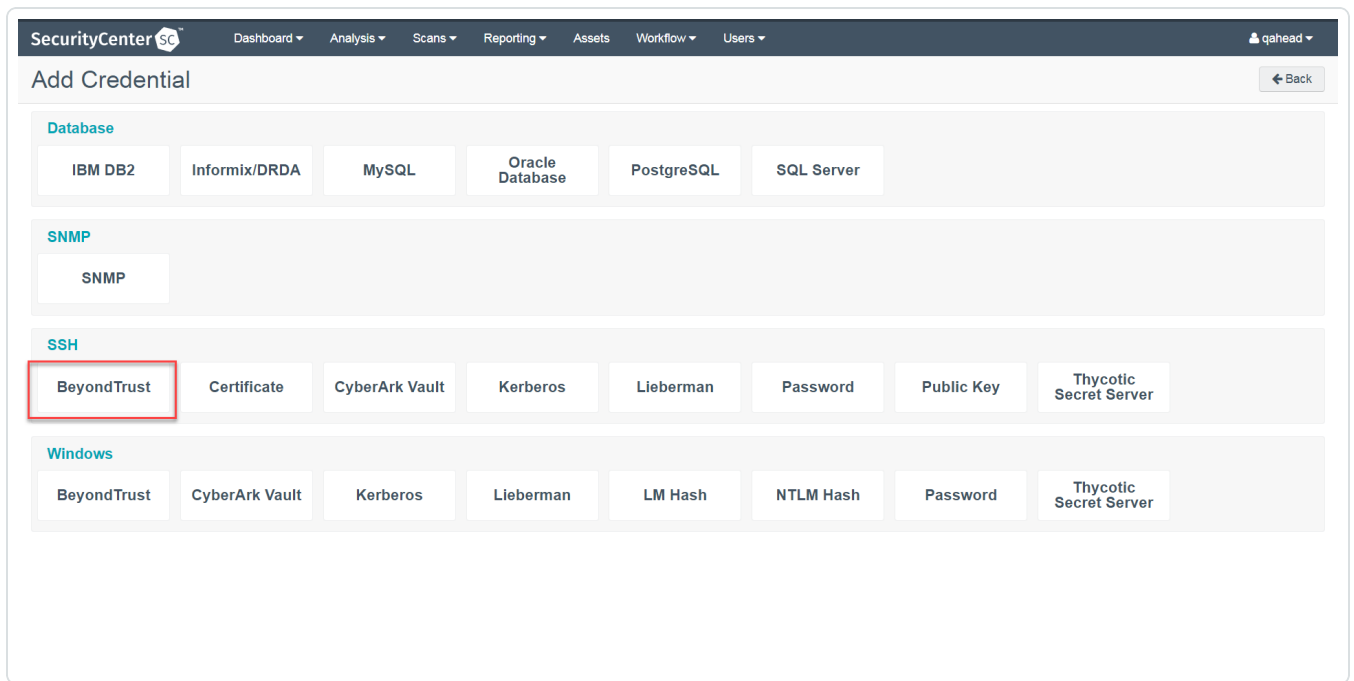 SecurityCenter SC Dashboard Analysis Scans Reporting Assets Workflow Users qahead
Add Credential Back
Database
IBM DB2 Informix/DRDA MySQL Oracle Database PostgreSQL SQL Server
SNMP
SNMP
SSH
BeyondTrust Certificate CyberArk Vault Kerberos Lieberman Password Public Key Thycotic Secret Server
Windows
BeyondTrust CyberArk Vault Kerberos Lieberman LM Hash NTLM Hash Password Thycotic Secret Server